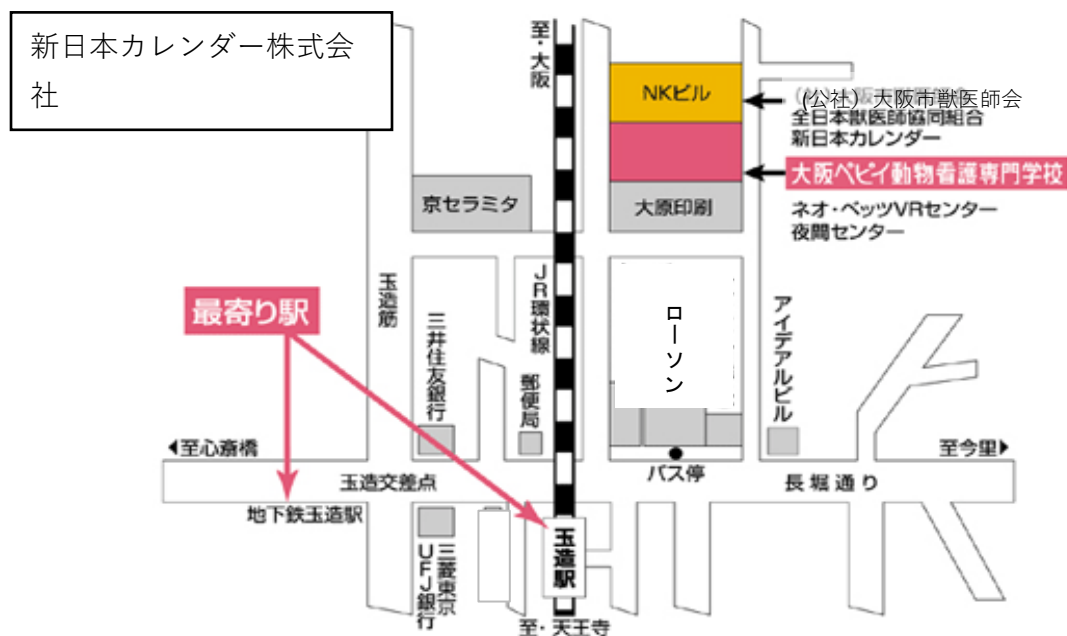 新日本カレンダー株式会
社
至・大阪
NKビル
(公社)大阪市獣医師会
全日本獣医師協同組合
新日本カレンダー
大阪ペピイ動物看護専門学校
京セラミタ
大原印刷
ネオ・ベッツVRセンター
夜間センター
玉造筋
JR環状線
最寄り駅
ローソン
アイデアルビル
三井住友銀行
郵便局
◀至心斎橋
至今里▶
バス停
玉造交差点
長堀通り
地下鉄玉造駅
玉造駅
三菱東京
UFJ銀行
至・天王寺